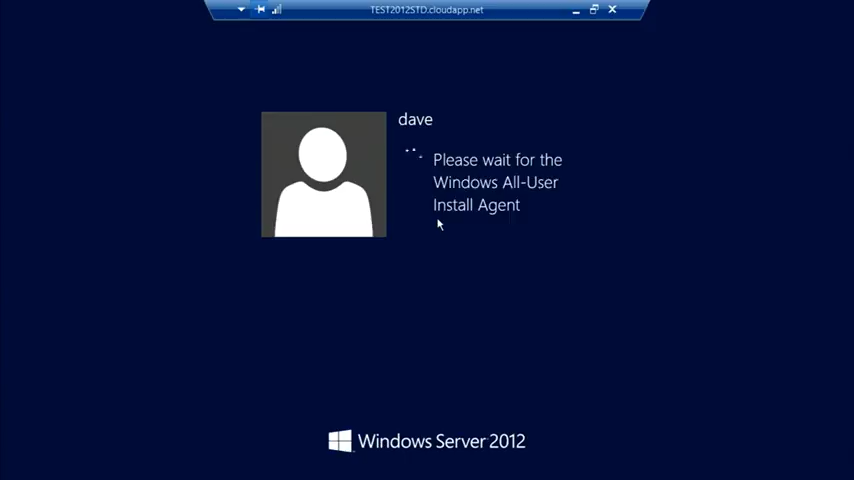 TEST2012STD.cloudapp.net
dave
Please wait for the
Windows All-User
Install Agent
Windows Server 2012